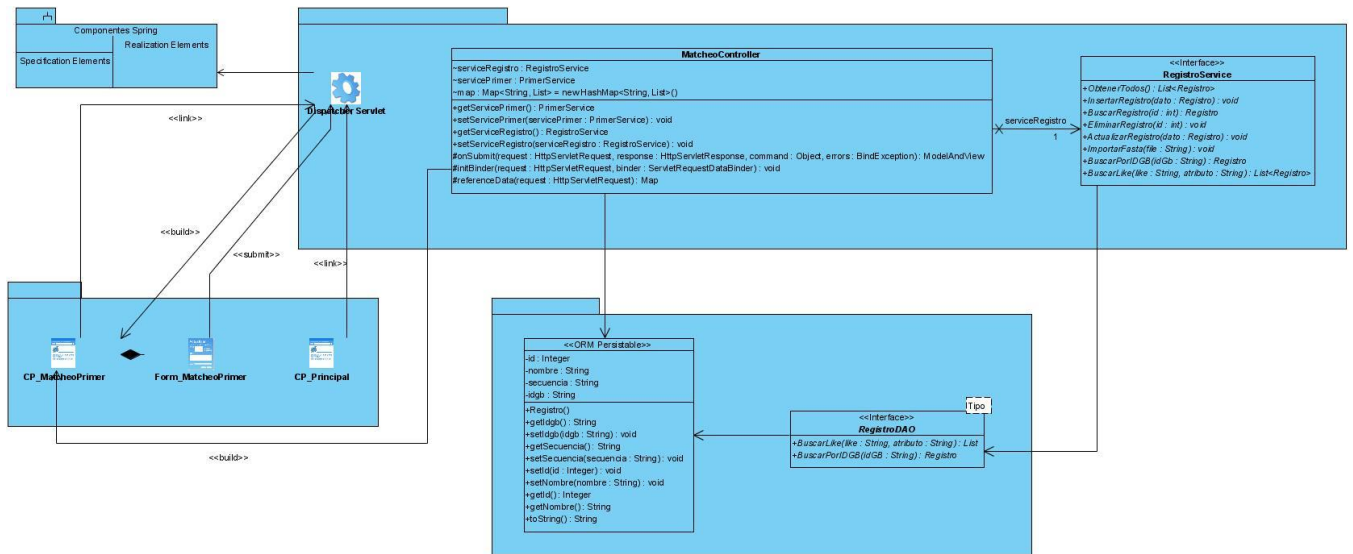 Componentes Spring
Realization Elements
Specification Elements
<<link>>
Dispatcher Servlet
MatcheoController
~serviceRegistro : RegistroService
~servicePrimer : PrimerService
~map : Map<String, List> = new HashMap<String, List>()
+getServicePrimer() : PrimerService
+setServicePrimer(servicePrimer : PrimerService) : void
+getServiceRegistro() : RegistroService
+setServiceRegistro(serviceRegistro : RegistroService) : void
#onSubmit(request : HttpServletRequest, response : HttpServletResponse, command : Object, errors : BindException) : ModelAndView
#initBinder(request : HttpServletRequest, binder : ServletRequestDataBinder) : void
#referenceData(request : HttpServletRequest) : Map
serviceRegistro
1
<<Interface>>
RegistroService
+ObtenerTodos() : List<Registro>
+InsertarRegistro(dato : Registro) : void
+BuscarRegistro(id : int) : Registro
+EliminarRegistro(id : int) : void
+ActualizarRegistro(dato : Registro) : void
+ImportarFasta(file : String) : void
+BuscarPorIDGB(idGb : String) : Registro
+BuscarLike(like : String, atributo : String) : List<Registro>
<<build>>
<<submit>>
<<link>>
CP_MatcheoPrimer
Form_MatcheoPrimer
CP_Principal
<<build>>
<<ORM Persistable>>
-id : Integer
-nombre : String
-secuencia : String
-idgb : String
+Registro()
+getIdgb() : String
+setIdgb(idgb : String) : void
+getSecuencia() : String
+setSecuencia(secuencia : String) : void
+setId(id : Integer) : void
+setNombre(nombre : String) : void
+getId() : Integer
+getNombre() : String
+toString() : String
Tipo
<<Interface>>
RegistroDAO
+BuscarLike(like : String, atributo : String) : List
+BuscarPorIDGB(idGB : String) : Registro